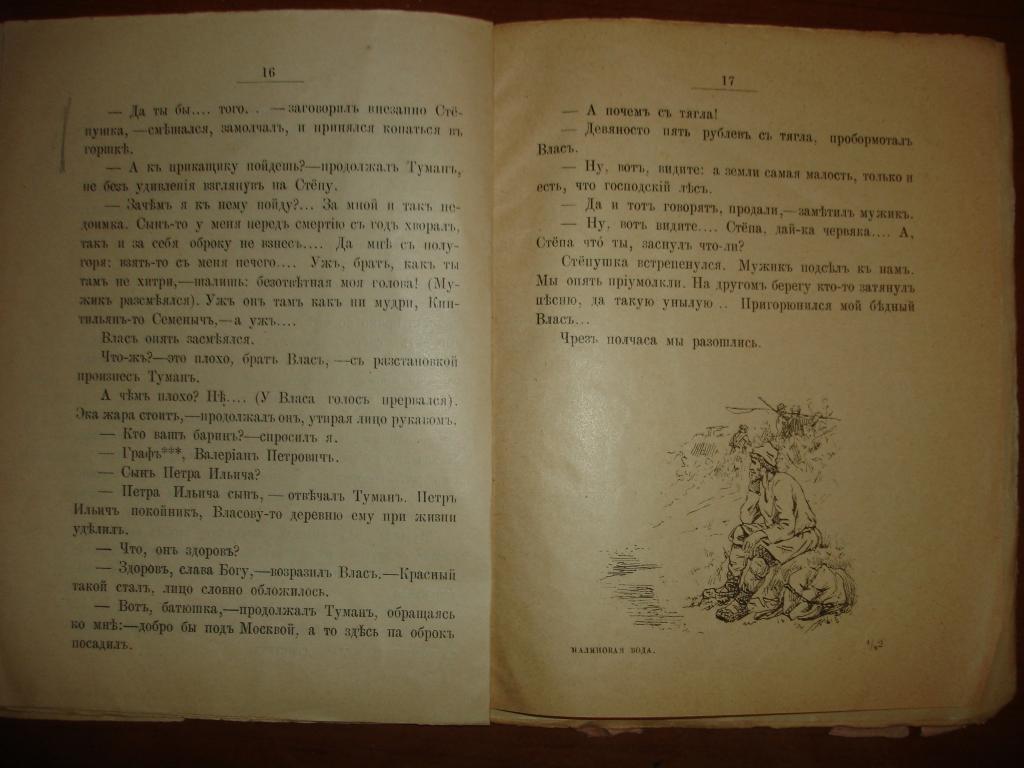 16
— Да ты бы.... того. . — заговорилъ внезапно Стё-
пушка,—смѣшался, замолчалъ, и принялся копаться въ
горшкѣ.
— А къ прикащику пойдешь?—продолжалъ Туманъ,
не безъ удивленія взглянувъ на Стёпу.
— Зачѣмъ я къ нему пойду?... За мной и такъ не-
доимка. Сынъ-то у меня передъ смертію съ годъ хворалъ,
такъ и за себя оброку не внесъ.... Да мнѣ съ полу-
горя: взять-то съ меня нечего.... Ужъ, братъ, какъ ты
тамъ не хитри,—шалишь: безотвѣтная моя голова! (Му-
жикъ разсмѣялся). Ужъ онъ тамъ какъ ни мудри, Кин-
тильянъ-то Семенычъ,—а ужъ....
Власъ опять засмѣялся.
Что-жъ?—это плохо, братъ Власъ, —съ разстановкой
произнесъ Туманъ.
А чѣмъ плохо? Нѣ.... (У Власа голосъ прервался).
Эка жара стоитъ,—продолжалъ онъ, утирая лицо рукавомъ.
— Кто вашъ баринъ?—спросилъ я.
— Графъ***, Валеріанъ Петровичъ.
— Сынъ Петра Ильича?
— Петра Ильича сынъ, — отвѣчалъ Туманъ. Петръ
Ильичъ покойникъ, Власову-то деревню ему при жизни
удѣлилъ.
— Что, онъ здоровъ?
— Здоровъ, слава Богу,—возразилъ Власъ.—Красный
такой сталъ, лицо словно обложилось.
— Вотъ, батюшка,—продолжалъ Туманъ, обращаясь
ко мнѣ:—добро бы подъ Москвой, а то здѣсь на оброкъ
посадилъ.
17
— А почемъ съ тягла!
— Девяносто пять рублевъ съ тягла, пробормоталъ
Власъ.
— Ну, вотъ, видите: а земли самая малость, только и
есть, что господскій лѣсъ.
— Да и тотъ говорятъ, продали,—замѣтилъ мужикъ.
— Ну, вотъ видите.... Стёпа, дай-ка червяка.... А,
Стёпа что́ ты, заснулъ что-ли?
Стёпушка встрепенулся. Мужикъ подсѣлъ къ намъ.
Мы опять пріумолкли. На другомъ берегу кто-то затянулъ
пѣсню, да такую унылую .. Пригорюнился мой бѣдный
Власъ...
Чрезъ полчаса мы разошлись.
МАЛИНОВАЯ ВОДА.